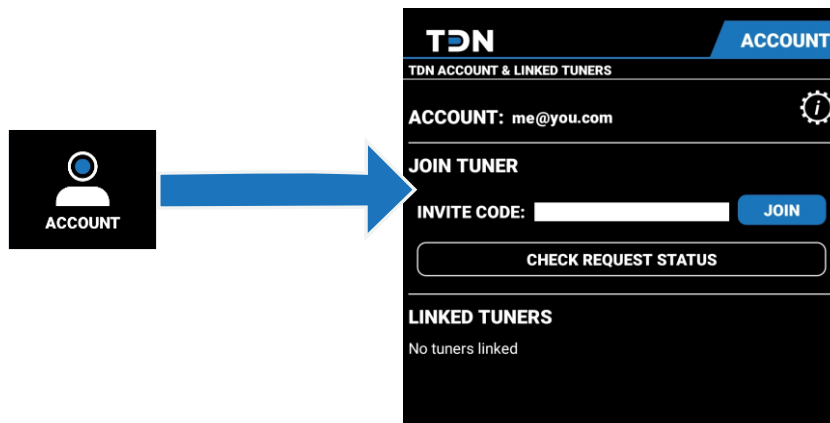 ACCOUNT
TDN
ACCOUNT
TDN ACCOUNT & LINKED TUNERS
ACCOUNT: me@you.com
i
JOIN TUNER
INVITE CODE:
JOIN
CHECK REQUEST STATUS
LINKED TUNERS
No tuners linked